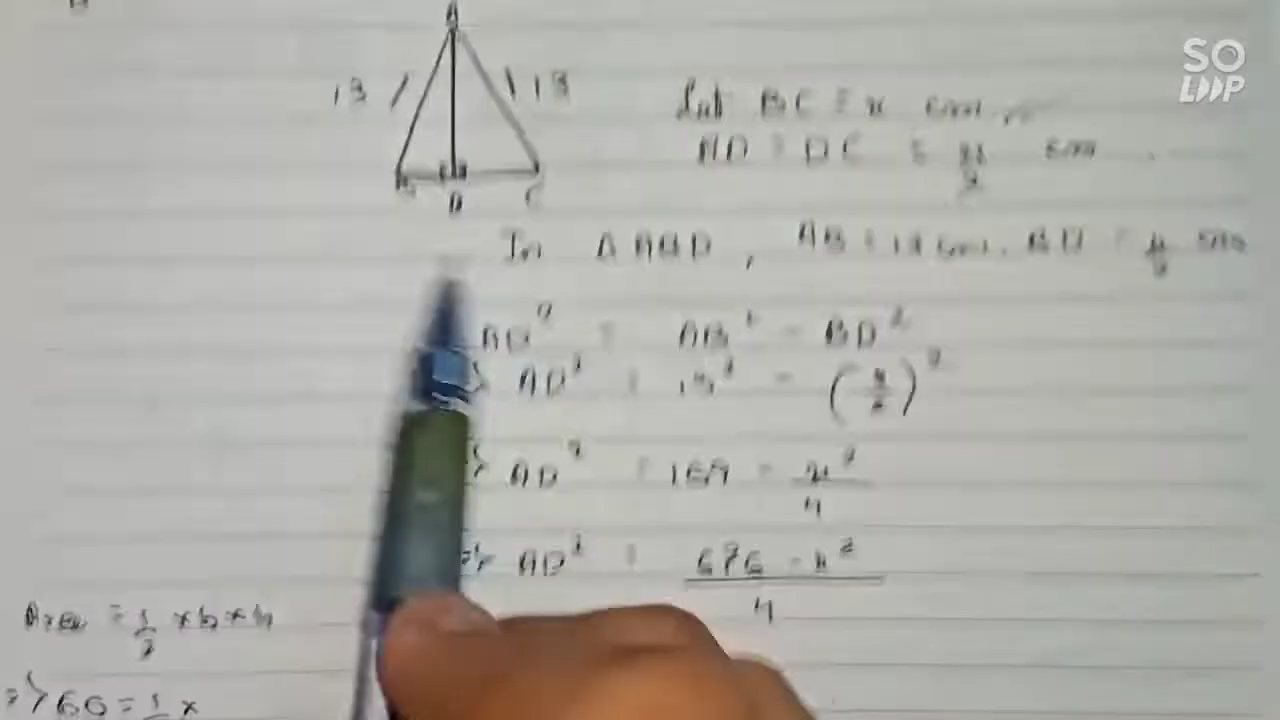 SO
LOOP
A
13
13
B
D
C
Let BC = x cm
BD = DC = x/2 cm
In Δ ABD, AB = 13 cm. BD = x/2 cm
AD² = AB² - BD²
=> AD² = 13² - (x/2)²
=> AD² = 169 - x²/4
=> AD² = 676 - x²/4
Area = 1/2 × b × h
=> 60 = 1/2 ×